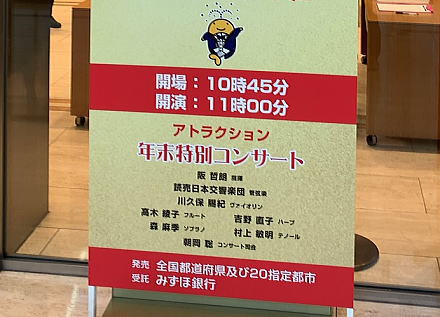 開場：10時45分
開演：11時00分
アトラクション
年末特別コンサート
阪 哲朗 指揮
読売日本交響楽団 管弦楽
川久保 賜紀 ヴァイオリン
高木 綾子 フルート 吉野 直子 ハープ
森 麻季 ソプラノ 村上 敏明 テノール
朝岡 聡 コンサート司会
発売 全国都道府県及び20指定都市
受託 みずほ銀行